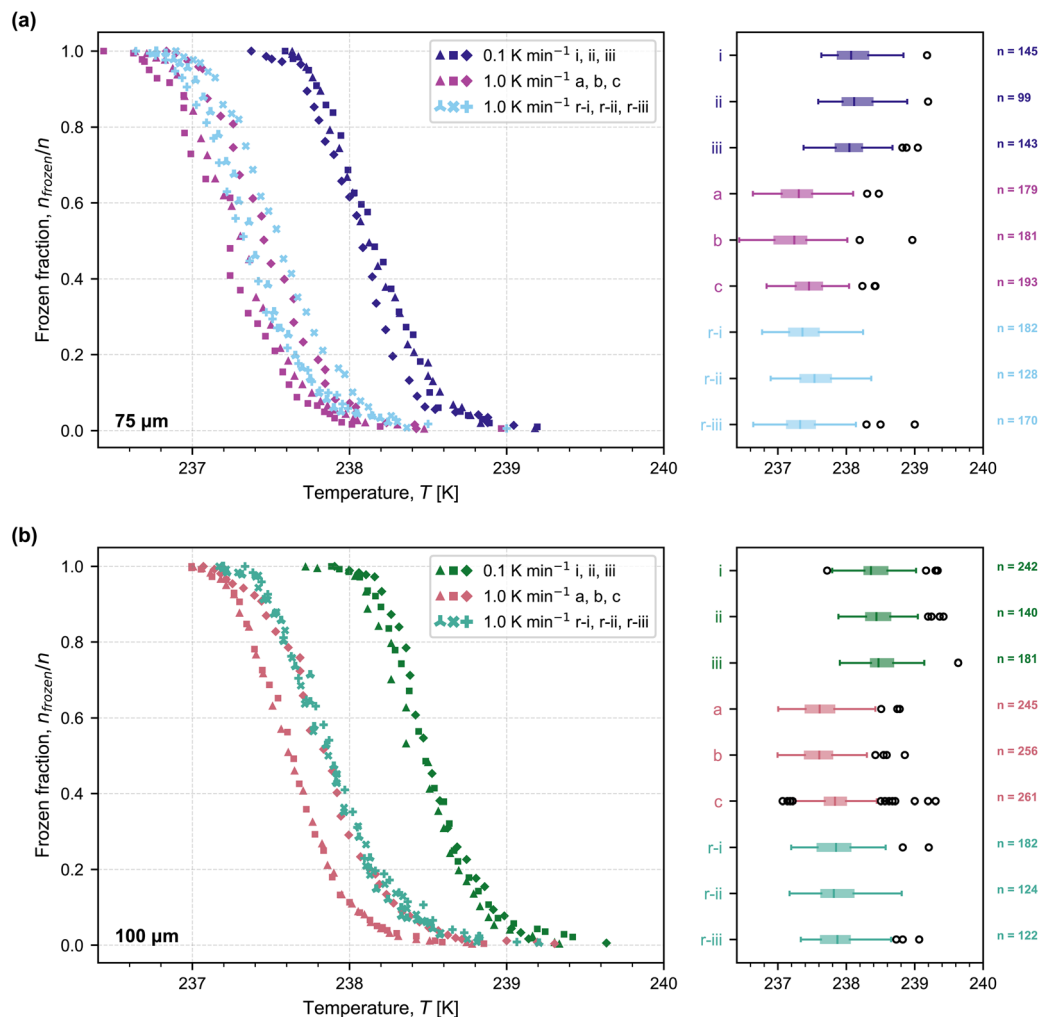 (a)
1.0
0.8
0.6
0.4
0.2
0.0
Frozen fraction, n_frozen/n
0.1 K min⁻¹ i, ii, iii
1.0 K min⁻¹ a, b, c
1.0 K min⁻¹ r-i, r-ii, r-iii
75 µm
237 238 239 240
Temperature, T [K]
i n = 145
ii n = 99
iii n = 143
a n = 179
b n = 181
c n = 193
r-i n = 182
r-ii n = 128
r-iii n = 170
237 238 239 240
(b)
1.0
0.8
0.6
0.4
0.2
0.0
Frozen fraction, n_frozen/n
0.1 K min⁻¹ i, ii, iii
1.0 K min⁻¹ a, b, c
1.0 K min⁻¹ r-i, r-ii, r-iii
100 µm
237 238 239 240
Temperature, T [K]
i n = 242
ii n = 140
iii n = 181
a n = 245
b n = 256
c n = 261
r-i n = 182
r-ii n = 124
r-iii n = 122
237 238 239 240